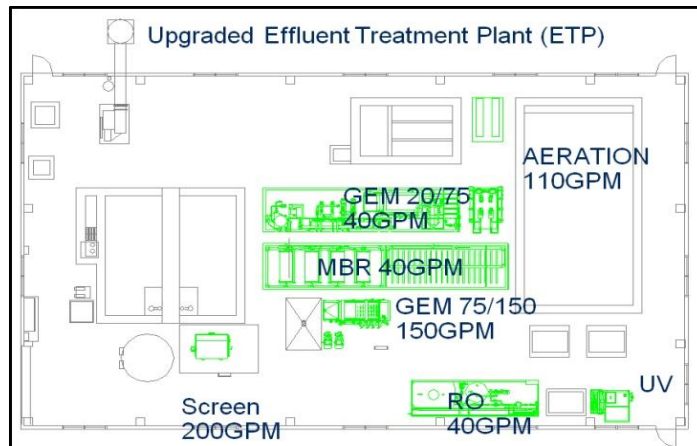 Upgraded Effluent Treatment Plant (ETP)
AERATION
110GPM
GEM 20/75
40GPM
MBR 40GPM
GEM 75/150
150GPM
UV
RO
40GPM
Screen
200GPM